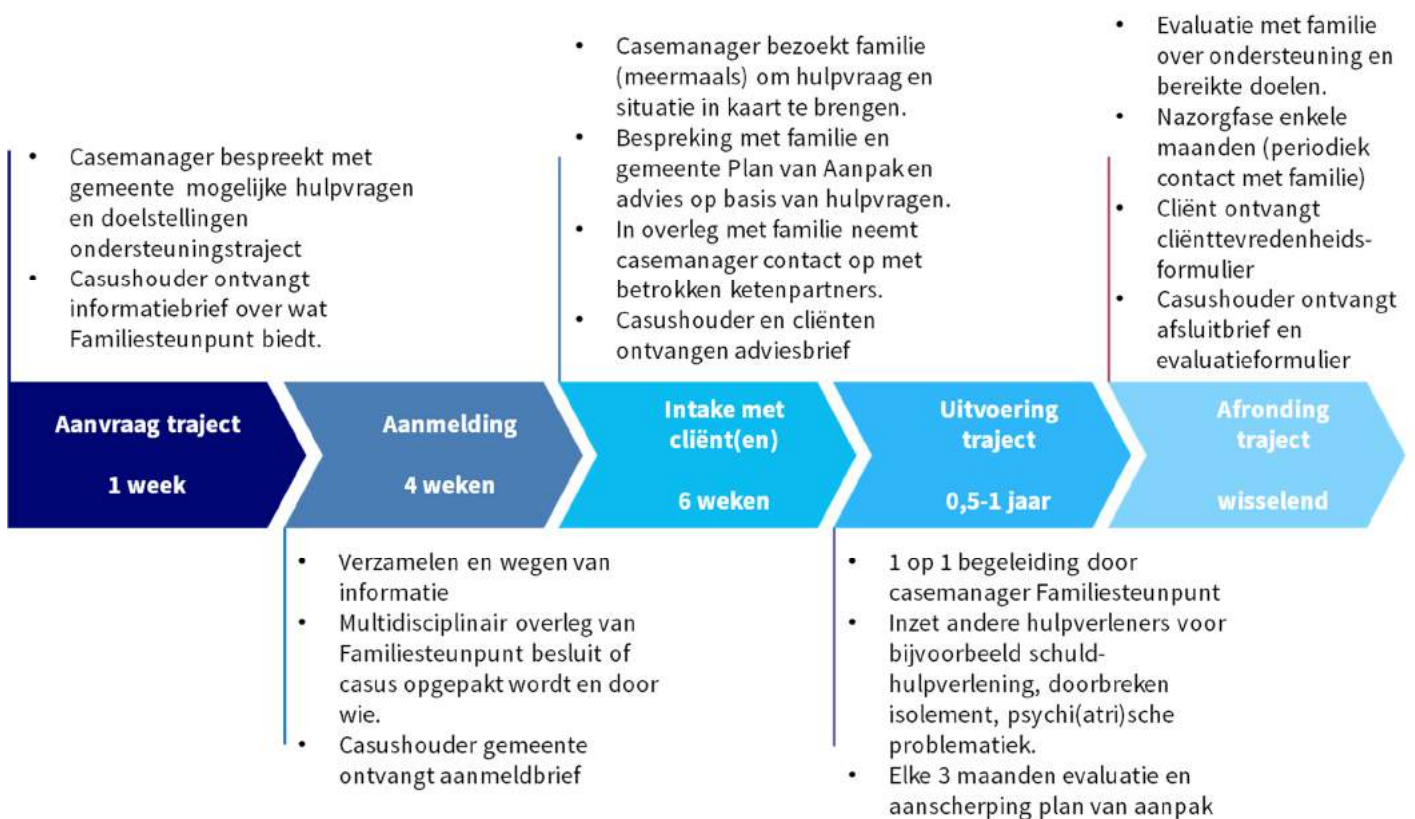 • Casemanager bespreekt met
gemeente mogelijke hulpvragen
en doelstellingen
ondersteuningstraject
• Casushouder ontvangt
informatiebrief over wat
Familiesteunpunt biedt.
• Casemanager bezoekt familie
(meermaals) om hulpvraag en
situatie in kaart te brengen.
• Bespreking met familie en
gemeente Plan van Aanpak en
advies op basis van hulpvragen.
• In overleg met familie neemt
casemanager contact op met
betrokken ketenpartners.
• Casushouder en cliënten
ontvangen adviesbrief
• Evaluatie met familie
over ondersteuning en
bereikte doelen.
• Nazorgfase enkele
maanden (periodiek
contact met familie)
• Cliënt ontvangt
cliënttevredenheids-
formulier
• Casushouder ontvangt
afsluitbrief en
evaluatieformulier
Aanvraag traject
1 week
Aanmelding
4 weken
Intake met
cliënt(en)
6 weken
Uitvoering
traject
0,5-1 jaar
Afronding
traject
wisselend
• Verzamelen en wegen van
informatie
• Multidisciplinair overleg van
Familiesteunpunt besluit of
casus opgepakt wordt en door
wie.
• Casushouder gemeente
ontvangt aanmeldbrief
• 1 op 1 begeleiding door
casemanager Familiesteunpunt
• Inzet andere hulpverleners voor
bijvoorbeeld schuld-
hulpverlening, doorbreken
isolement, psychi(atri)sche
problematiek.
• Elke 3 maanden evaluatie en
aanscherping plan van aanpak